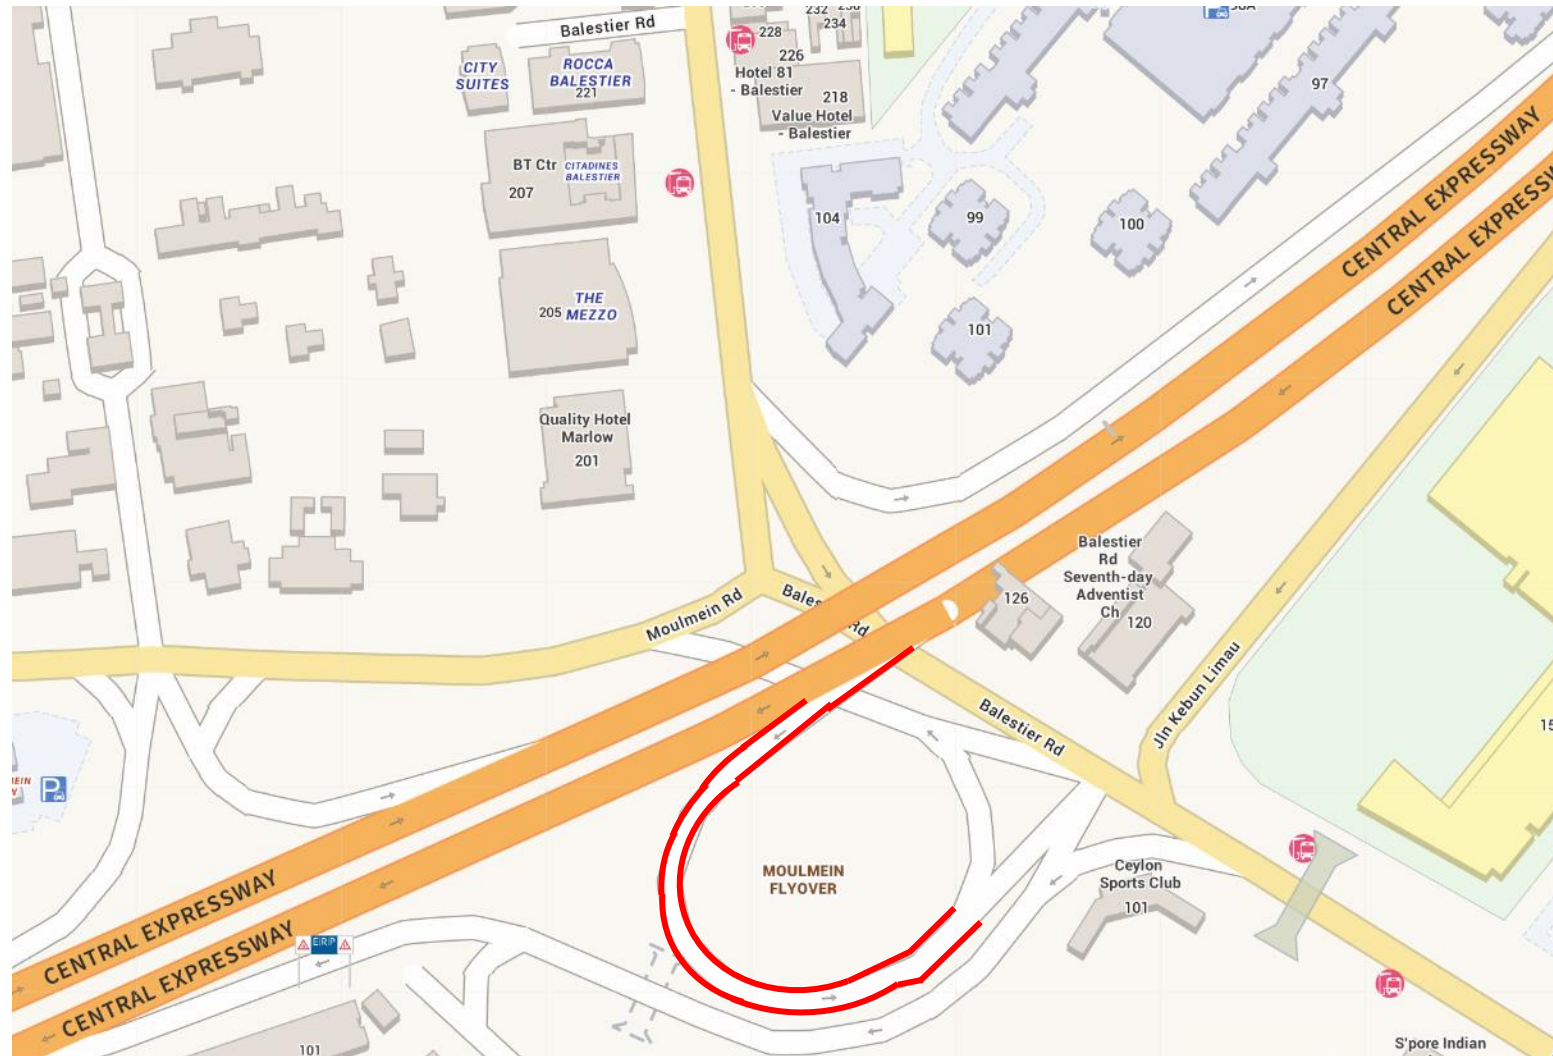 Balestier Rd
232
234
228
226
CITY
SUITES
ROCCA
BALESTIER
221
Hotel 81
- Balestier
218
Value Hotel
- Balestier
97
BT Ctr
CITADINES
BALESTIER
207
104
99
100
CENTRAL EXPRESSWAY
CENTRAL EXPRESSW
205
THE
MEZZO
101
Quality Hotel
Marlow
201
Balestier
Rd
Seventh-day
Adventist
Ch
120
126
Moulmein Rd
Bales
Rd
Jln Kebun Limau
Balestier Rd
15
EIN
Y
P
MOULMEIN
FLYOVER
Ceylon
Sports Club
101
CENTRAL EXPRESSWAY
CENTRAL EXPRESSWAY
ERP
101
S'pore Indian